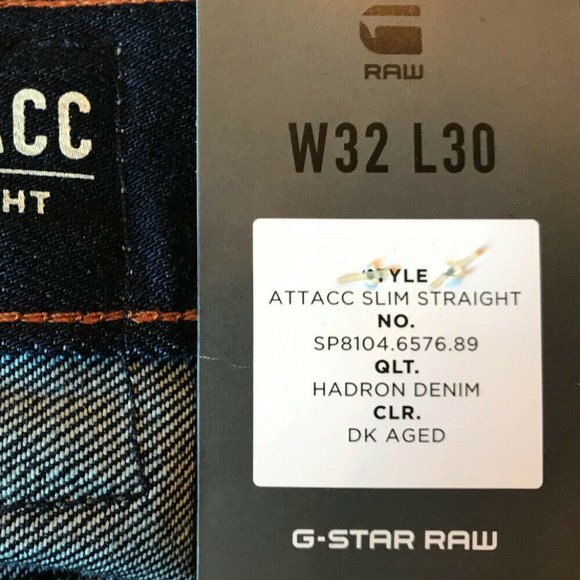 ACC
HT
RAW
W32 L30
STYLE
ATTACC SLIM STRAIGHT
NO.
SP8104.6576.89
QLT.
HADRON DENIM
CLR.
DK AGED
G-STAR RAW